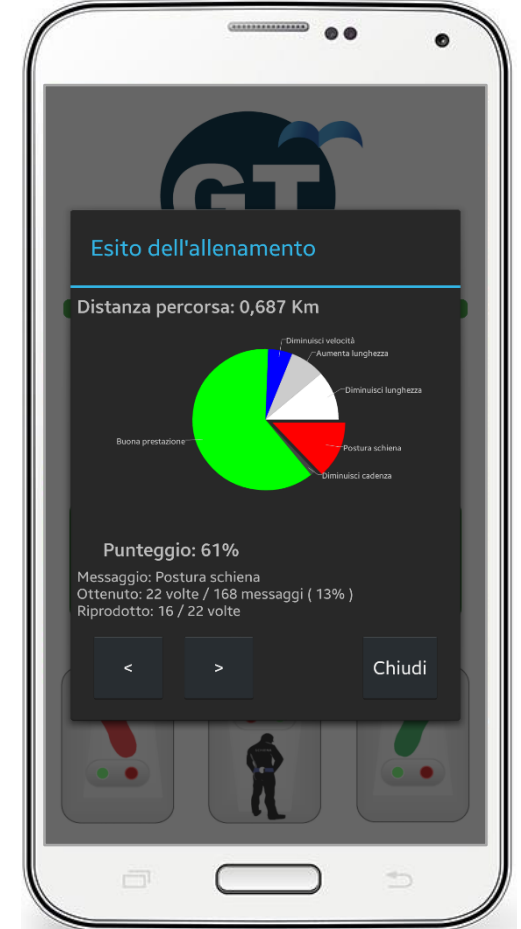 GT
Esito dell'allenamento
Distanza percorsa: 0,687 Km
Diminuisci velocità
Aumenta lunghezza
Diminuisci lunghezza
Buona prestazione
Postura schiena
Diminuisci cadenza
Punteggio: 61%
Messaggio: Postura schiena
Ottenuto: 22 volte / 168 messaggi ( 13% )
Riprodotto: 16 / 22 volte
< > Chiudi